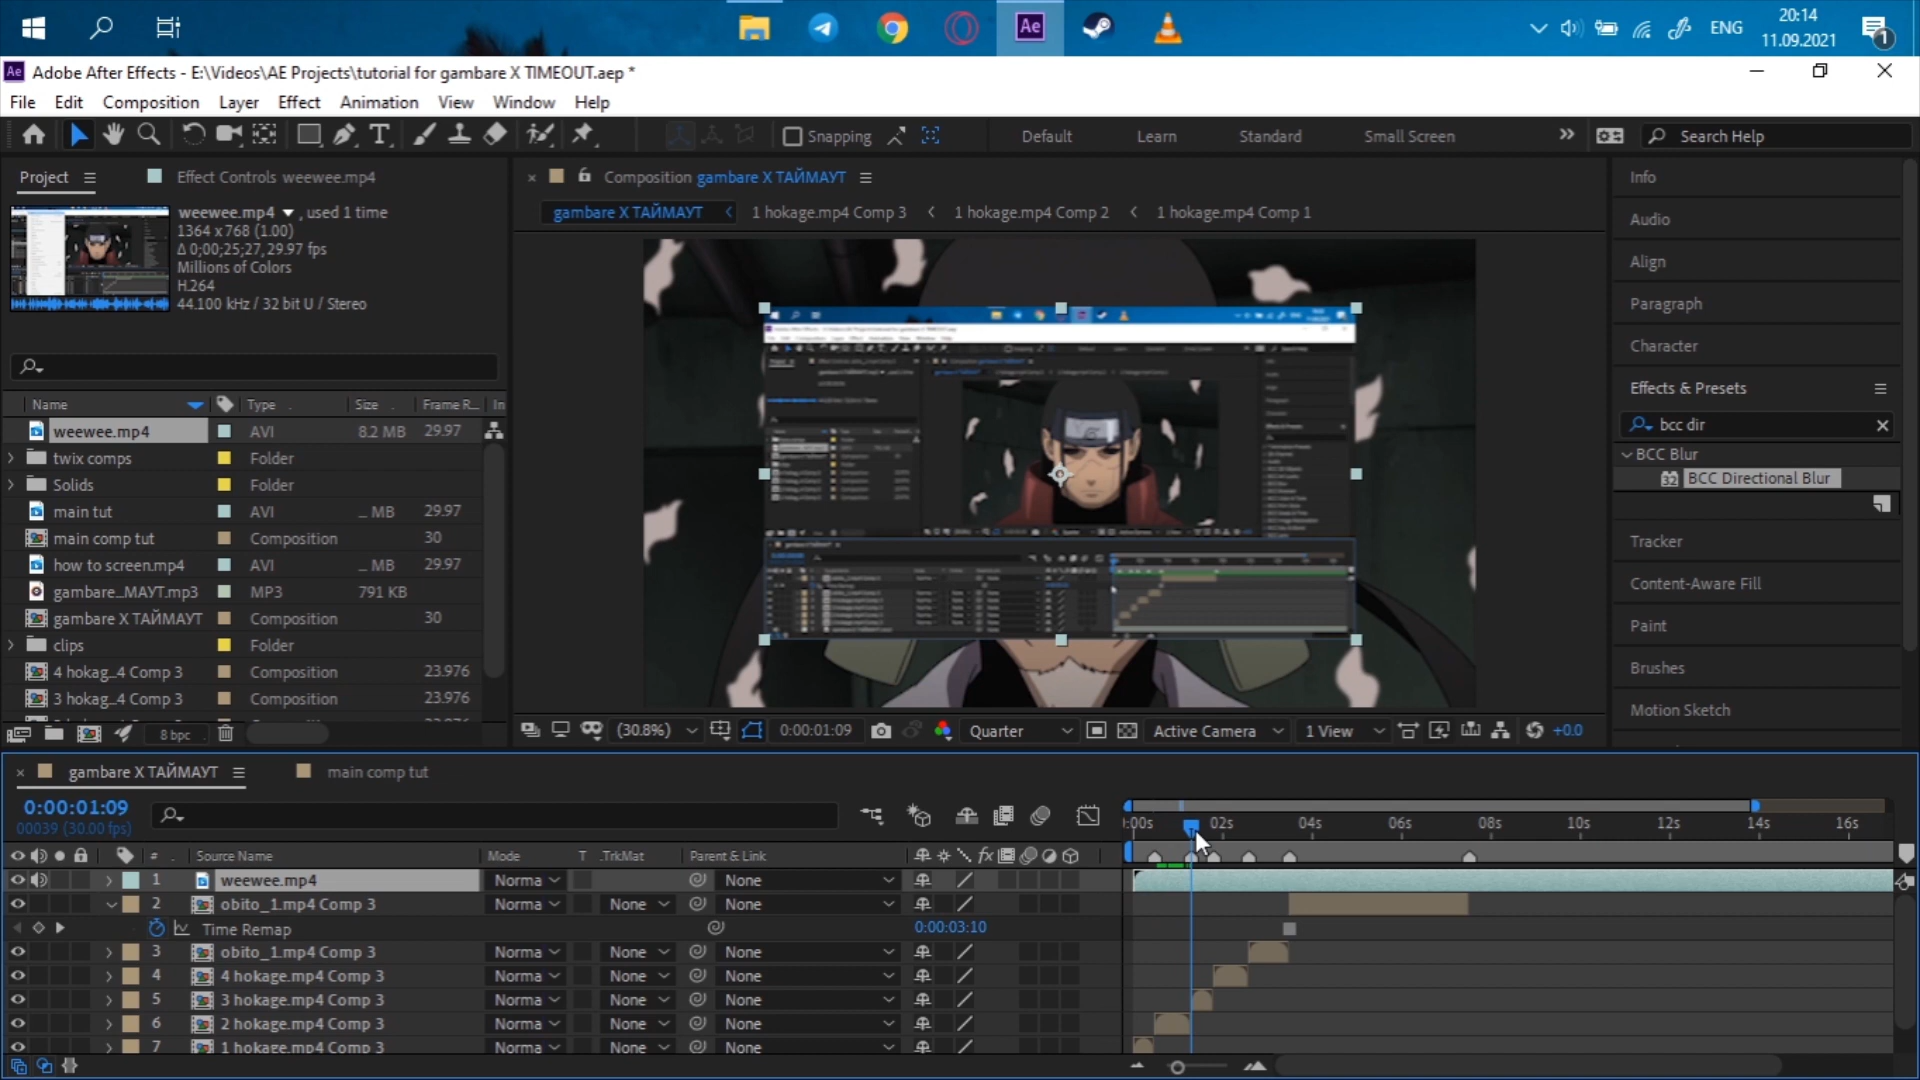 ENG
20:14
11.09.2021
1
Ae Adobe After Effects - E:\Videos\AE Projects\tutorial for gambare X TIMEOUT.aep *
File Edit Composition Layer Effect Animation View Window Help
Snapping
Default Learn Standard Small Screen
Search Help
Project
Effect Controls weewee.mp4
Composition gambare X ТАЙМАУТ
Info
weewee.mp4 , used 1 time
1364 x 768 (1.00)
Δ 0;00;25;27, 29.97 fps
Millions of Colors
H.264
44.100 kHz / 32 bit U / Stereo
gambare X ТАЙМАУТ 1 hokage.mp4 Comp 3 1 hokage.mp4 Comp 2 1 hokage.mp4 Comp 1
Audio
Align
Paragraph
Character
Effects & Presets
bcc dir
BCC Blur
32 BCC Directional Blur
Tracker
Content-Aware Fill
Paint
Brushes
Motion Sketch
Name Type Size Frame R... In
weewee.mp4 AVI 8.2 MB 29.97
twix comps Folder
Solids Folder
main tut AVI ... MB 29.97
main comp tut Composition 30
how to screen.mp4 AVI ... MB 29.97
gambare...МАУТ.mp3 MP3 791 KB
gambare X ТАЙМАУТ Composition 30
clips Folder
4 hokag_4 Comp 3 Composition 23.976
3 hokag_4 Comp 3 Composition 23.976
8 bpc
(30.8%) 0:00:01:09 Quarter Active Camera 1 View +0.0
gambare X ТАЙМАУТ main comp tut
0:00:01:09
00039 (30.00 fps)
:00s 02s 04s 06s 08s 10s 12s 14s 16s
# Source Name Mode T .TrkMat Parent & Link
1 weewee.mp4 Norma None
2 obito_1.mp4 Comp 3 Norma None None
Time Remap 0:00:03:10
3 obito_1.mp4 Comp 3 Norma None None
4 4 hokage.mp4 Comp 3 Norma None None
5 3 hokage.mp4 Comp 3 Norma None None
6 2 hokage.mp4 Comp 3 Norma None None
7 1 hokage.mp4 Comp 3 Norma None None